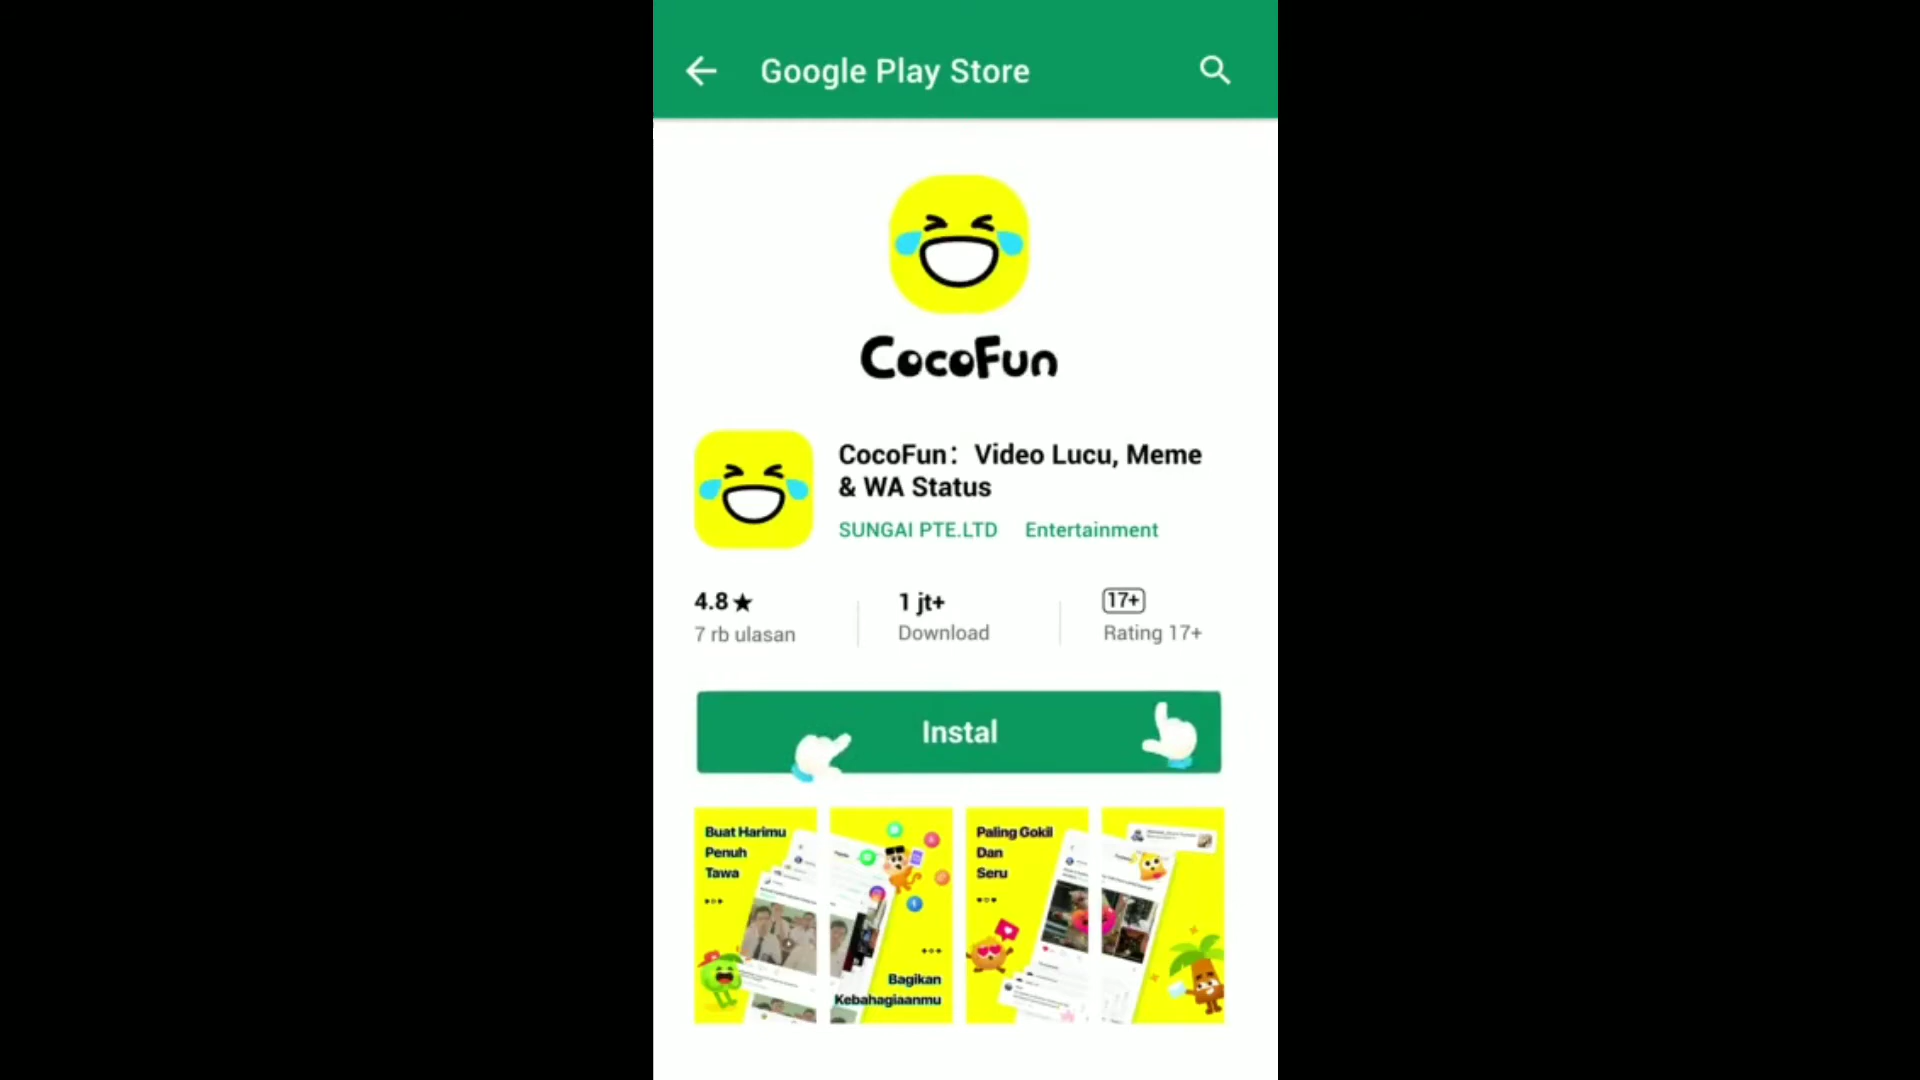 Google Play Store
CocoFun
CocoFun: Video Lucu, Meme
& WA Status
SUNGAI PTE.LTD Entertainment
4.8★ 1 jt+ 17+
7 rb ulasan Download Rating 17+
Instal
Buat Harimu
Penuh
Tawa
Bagikan
Kebahagiaanmu
Paling Gokil
Dan
Seru